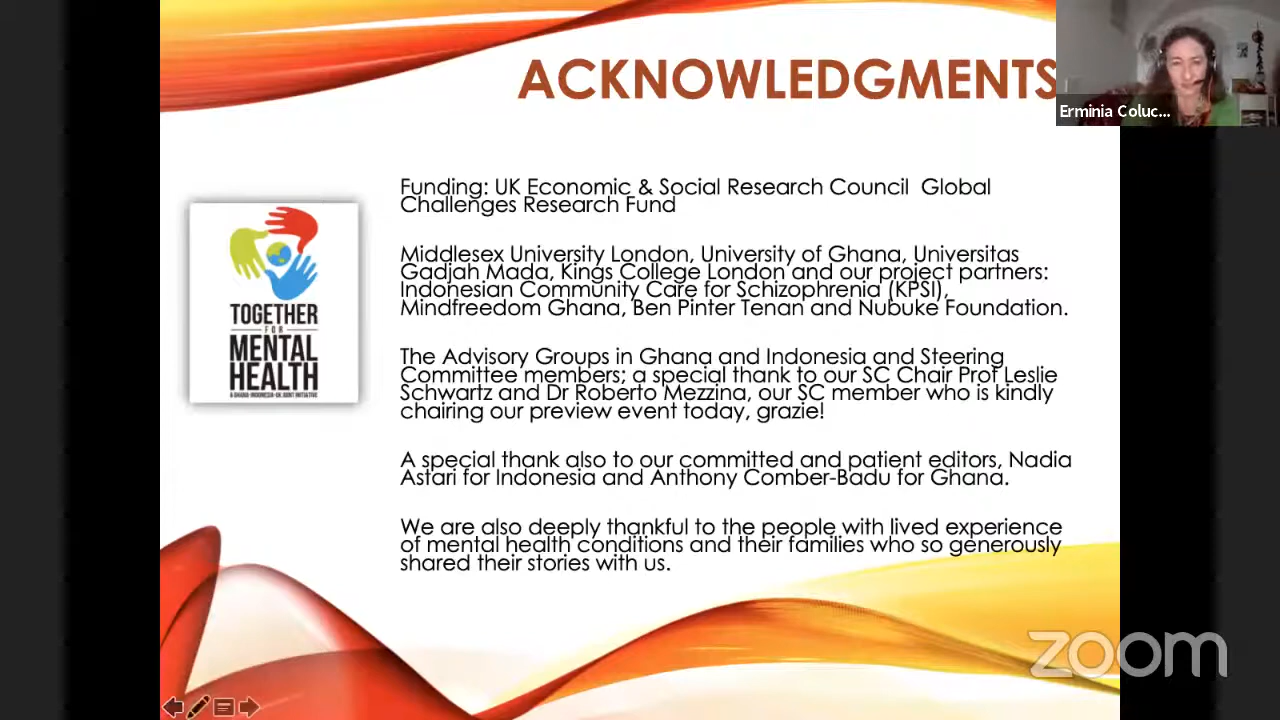 ACKNOWLEDGMENTS
Erminia Coluc...
Funding: UK Economic & Social Research Council Global
Challenges Research Fund
Middlesex University London, University of Ghana, Universitas
Gadjah Mada, Kings College London and our project partners:
Indonesian Community Care for Schizophrenia (KPSI),
Mindfreedom Ghana, Ben Pinter Tenan and Nubuke Foundation.
The Advisory Groups in Ghana and Indonesia and Steering
Committee members; a special thank to our SC Chair Prof Leslie
Schwartz and Dr Roberto Mezzina, our SC member who is kindly
chairing our preview event today, grazie!
A special thank also to our committed and patient editors, Nadia
Astari for Indonesia and Anthony Comber-Badu for Ghana.
We are also deeply thankful to the people with lived experience
of mental health conditions and their families who so generously
shared their stories with us.
TOGETHER
FOR
MENTAL
HEALTH
A GHANA-INDONESIA-UK JOINT INITIATIVE
zoom